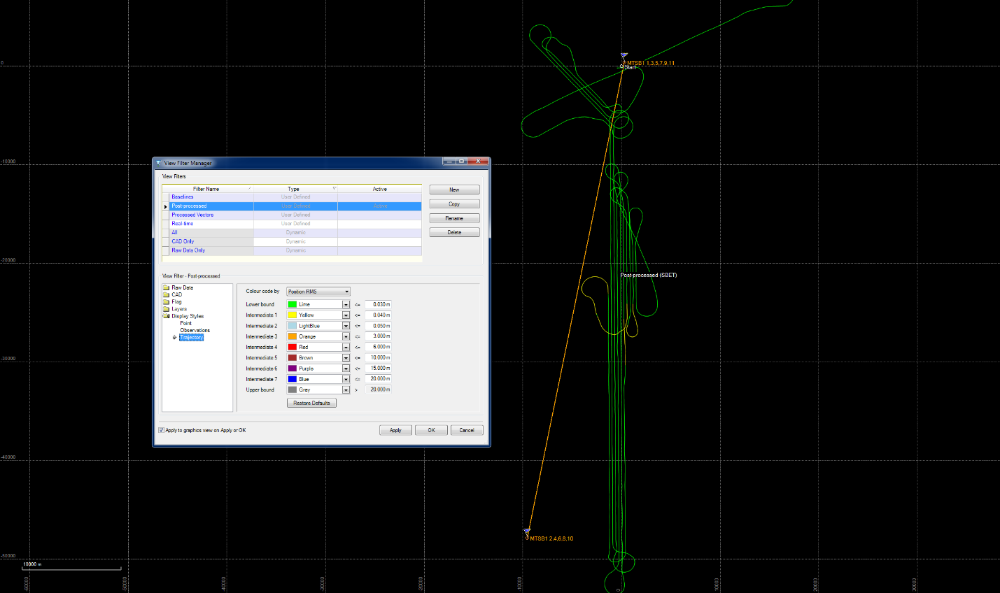 0
MTSB1 1,3,5,7,9,11
Start
-10000
View Filter Manager
View Filters
Filter Name Type Active
Baselines User Defined
Post-processed User Defined Active
Processed Vectors User Defined
Real-time User Defined
All Dynamic
CAD Only Dynamic
Raw Data Only Dynamic
New
Copy
Rename
Delete
-20000
Post-processed (SBET)
View Filter - Post-processed
Raw Data
CAD
Flag
Layers
Display Styles
Point
Observations
Trajectory
Colour code by Position RMS
Lower bound Lime <= 0.030 m
Intermediate 1 Yellow <= 0.040 m
Intermediate 2 LightBlue <= 0.050 m
Intermediate 3 Orange <= 3.000 m
Intermediate 4 Red <= 6.000 m
Intermediate 5 Brown <= 10.000 m
Intermediate 6 Purple <= 15.000 m
Intermediate 7 Blue <= 20.000 m
Upper bound Gray > 20.000 m
Restore Defaults
-30000
Apply to graphics view on Apply or OK
Apply OK Cancel
-40000
MTSB1 2,4,6,8,10
-50000
10000 m
-60000 -50000 -40000 -30000 -20000 -10000 0 10000 20000 30000